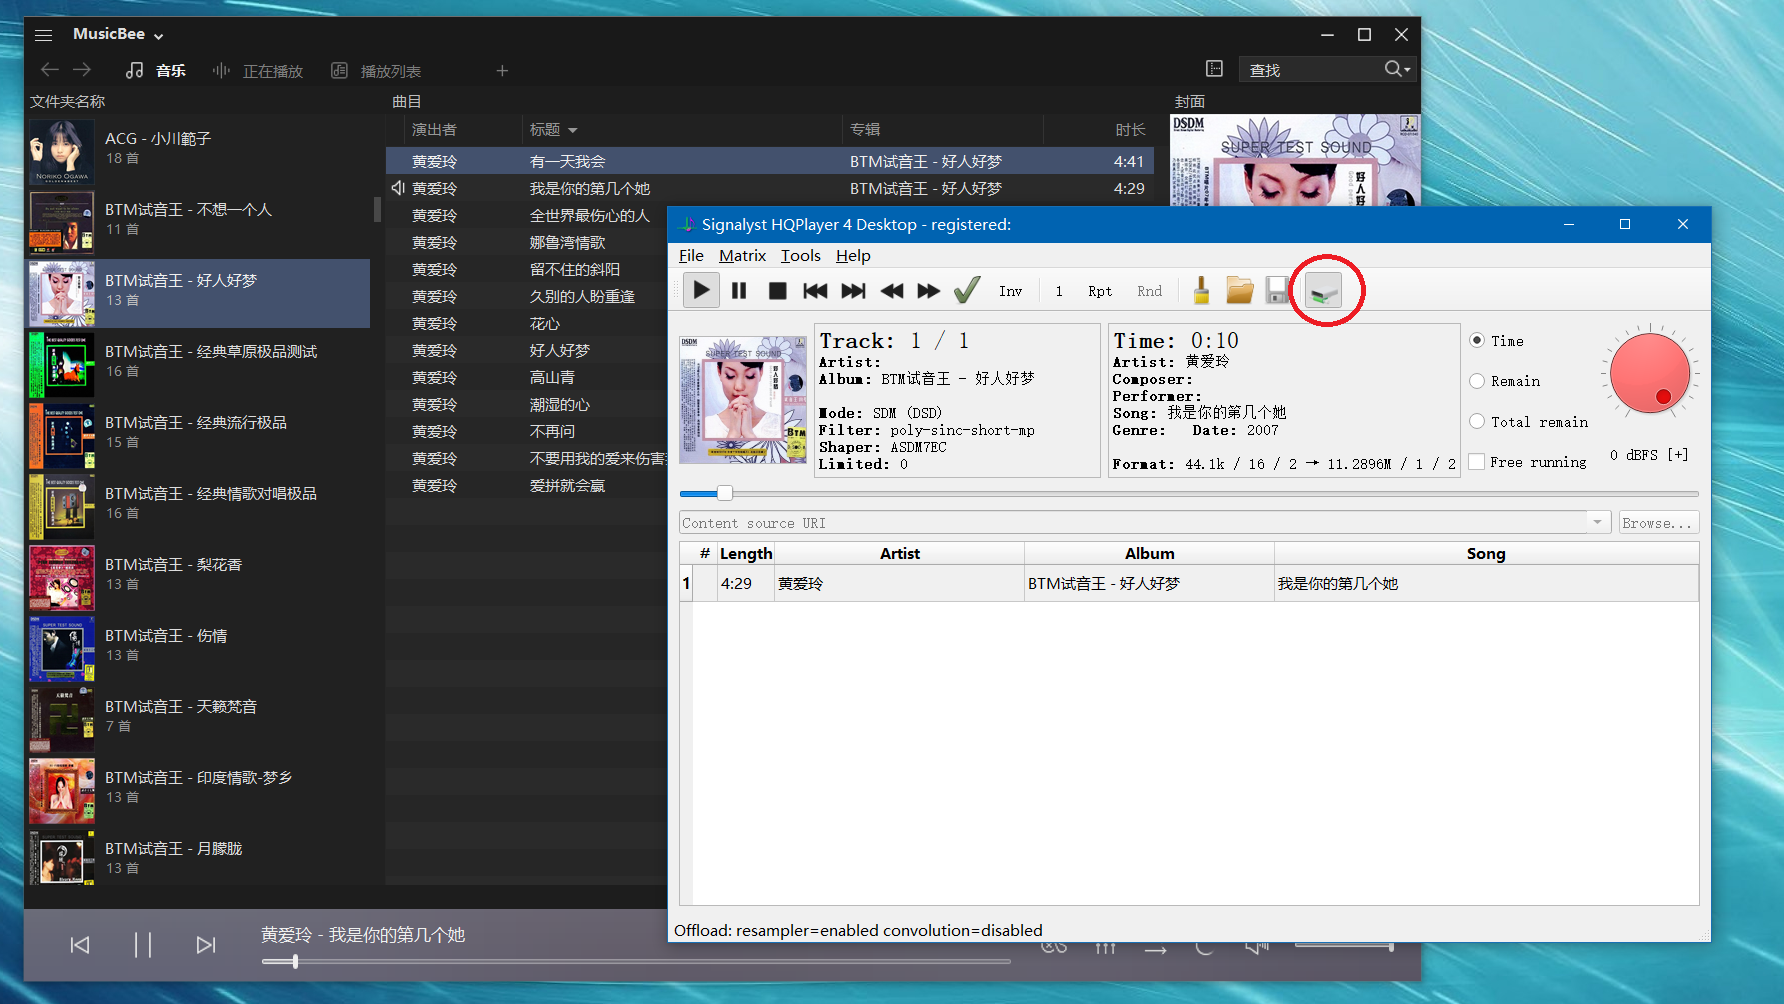 MusicBee
音乐
正在播放
播放列表
查找
文件夹名称
ACG - 小川範子
18 首
BTM试音王 - 不想一个人
11 首
BTM试音王 - 好人好梦
13 首
BTM试音王 - 经典草原极品测试
16 首
BTM试音王 - 经典流行极品
15 首
BTM试音王 - 经典情歌对唱极品
16 首
BTM试音王 - 梨花香
13 首
BTM试音王 - 伤情
13 首
BTM试音王 - 天籁梵音
7 首
BTM试音王 - 印度情歌-梦乡
13 首
BTM试音王 - 月朦胧
13 首
NORIKO OGAWA
曲目
演出者 标题 专辑 时长
黄爱玲 有一天我会 BTM试音王 - 好人好梦 4:41
黄爱玲 我是你的第几个她 BTM试音王 - 好人好梦 4:29
黄爱玲 全世界最伤心的人
黄爱玲 娜鲁湾情歌
黄爱玲 留不住的斜阳
黄爱玲 久别的人盼重逢
黄爱玲 花心
黄爱玲 好人好梦
黄爱玲 高山青
黄爱玲 潮湿的心
黄爱玲 不再问
黄爱玲 不要用我的爱来伤害
黄爱玲 爱拼就会赢
封面
DSDM
SUPER TEST SOUND
好人好
黄爱玲 - 我是你的第几个她
Signalyst HQPlayer 4 Desktop - registered:
File Matrix Tools Help
Inv 1 Rpt Rnd
DSDM
SUPER TEST SOUND
BTM
Track: 1 / 1
Artist:
Album: BTM试音王 - 好人好梦
Mode: SDM (DSD)
Filter: poly-sinc-short-mp
Shaper: ASDM7EC
Limited: 0
Time: 0:10
Artist: 黄爱玲
Composer:
Performer:
Song: 我是你的第几个她
Genre: Date: 2007
Format: 44.1k / 16 / 2 → 11.2896M / 1 / 2
Time
Remain
Total remain
Free running
0 dBFS [+]
Content source URI
Browse...
# Length Artist Album Song
1 4:29 黄爱玲 BTM试音王 - 好人好梦 我是你的第几个她
Offload: resampler=enabled convolution=disabled